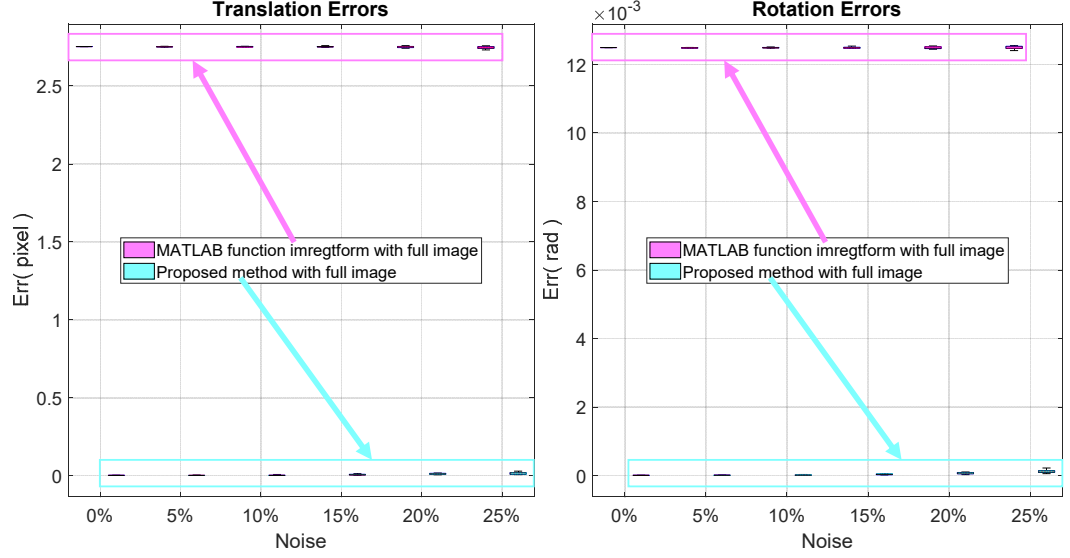 Translation Errors
Err( pixel )
2.5
2
1.5
1
0.5
0
MATLAB function imregtform with full image
Proposed method with full image
0% 5% 10% 15% 20% 25%
Noise
Rotation Errors
×10⁻³
Err( rad )
12
10
8
6
4
2
0
MATLAB function imregtform with full image
Proposed method with full image
0% 5% 10% 15% 20% 25%
Noise